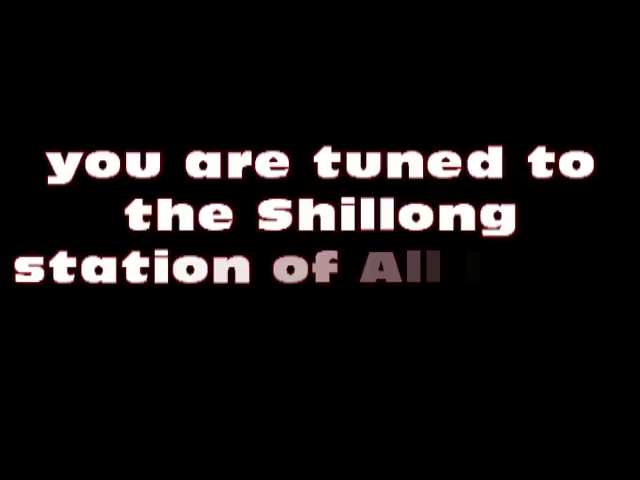 you are tuned to
the Shillong
station of All